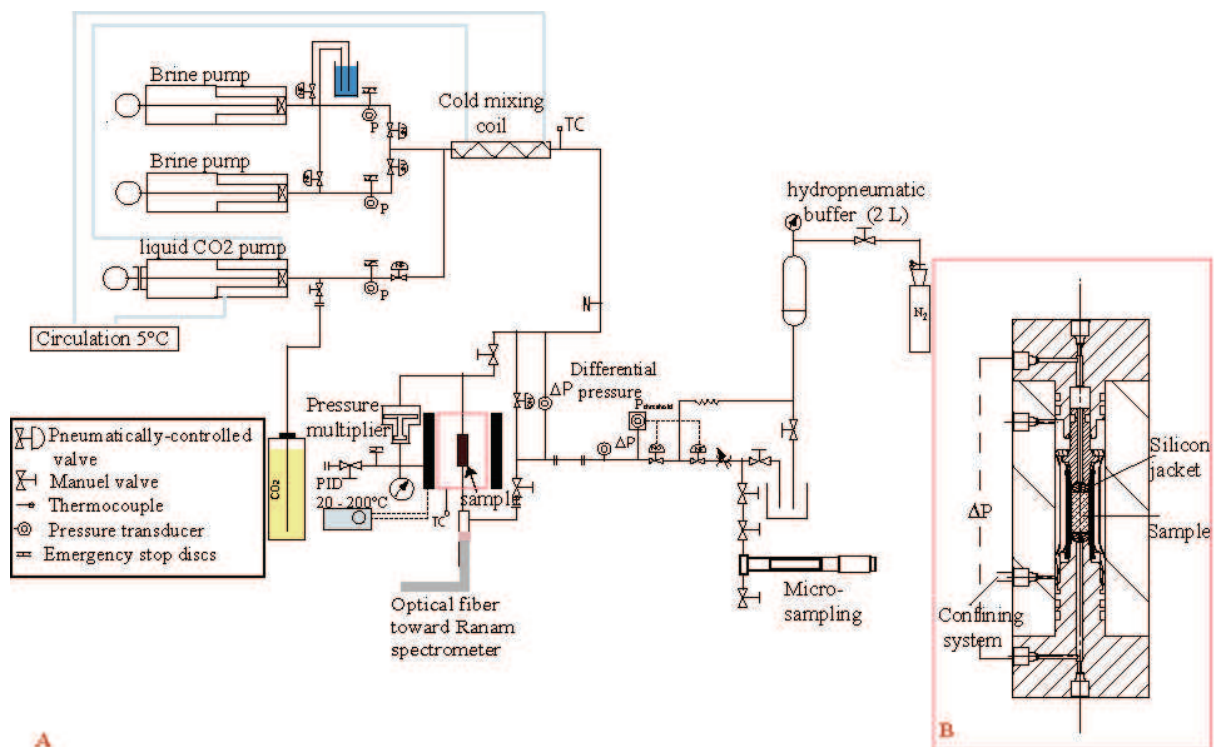 Brine pump
P
Cold mixing
coil
TC
Brine pump
P
hydropneumatic
buffer (2 L)
liquid CO2 pump
P
N
N₂
Circulation 5°C
ΔP
Differential
pressure
Pthreshold
ΔP
Pressure
multiplier
Pneumatically-controlled
valve
Manuel valve
Thermocouple
Pressure transducer
Emergency stop discs
CO₂
PID
20 - 200°C
TC
sample
Optical fiber
toward Ranam
spectrometer
Micro-
sampling
Silicon
jacket
ΔP
Sample
Confining
system
A
B